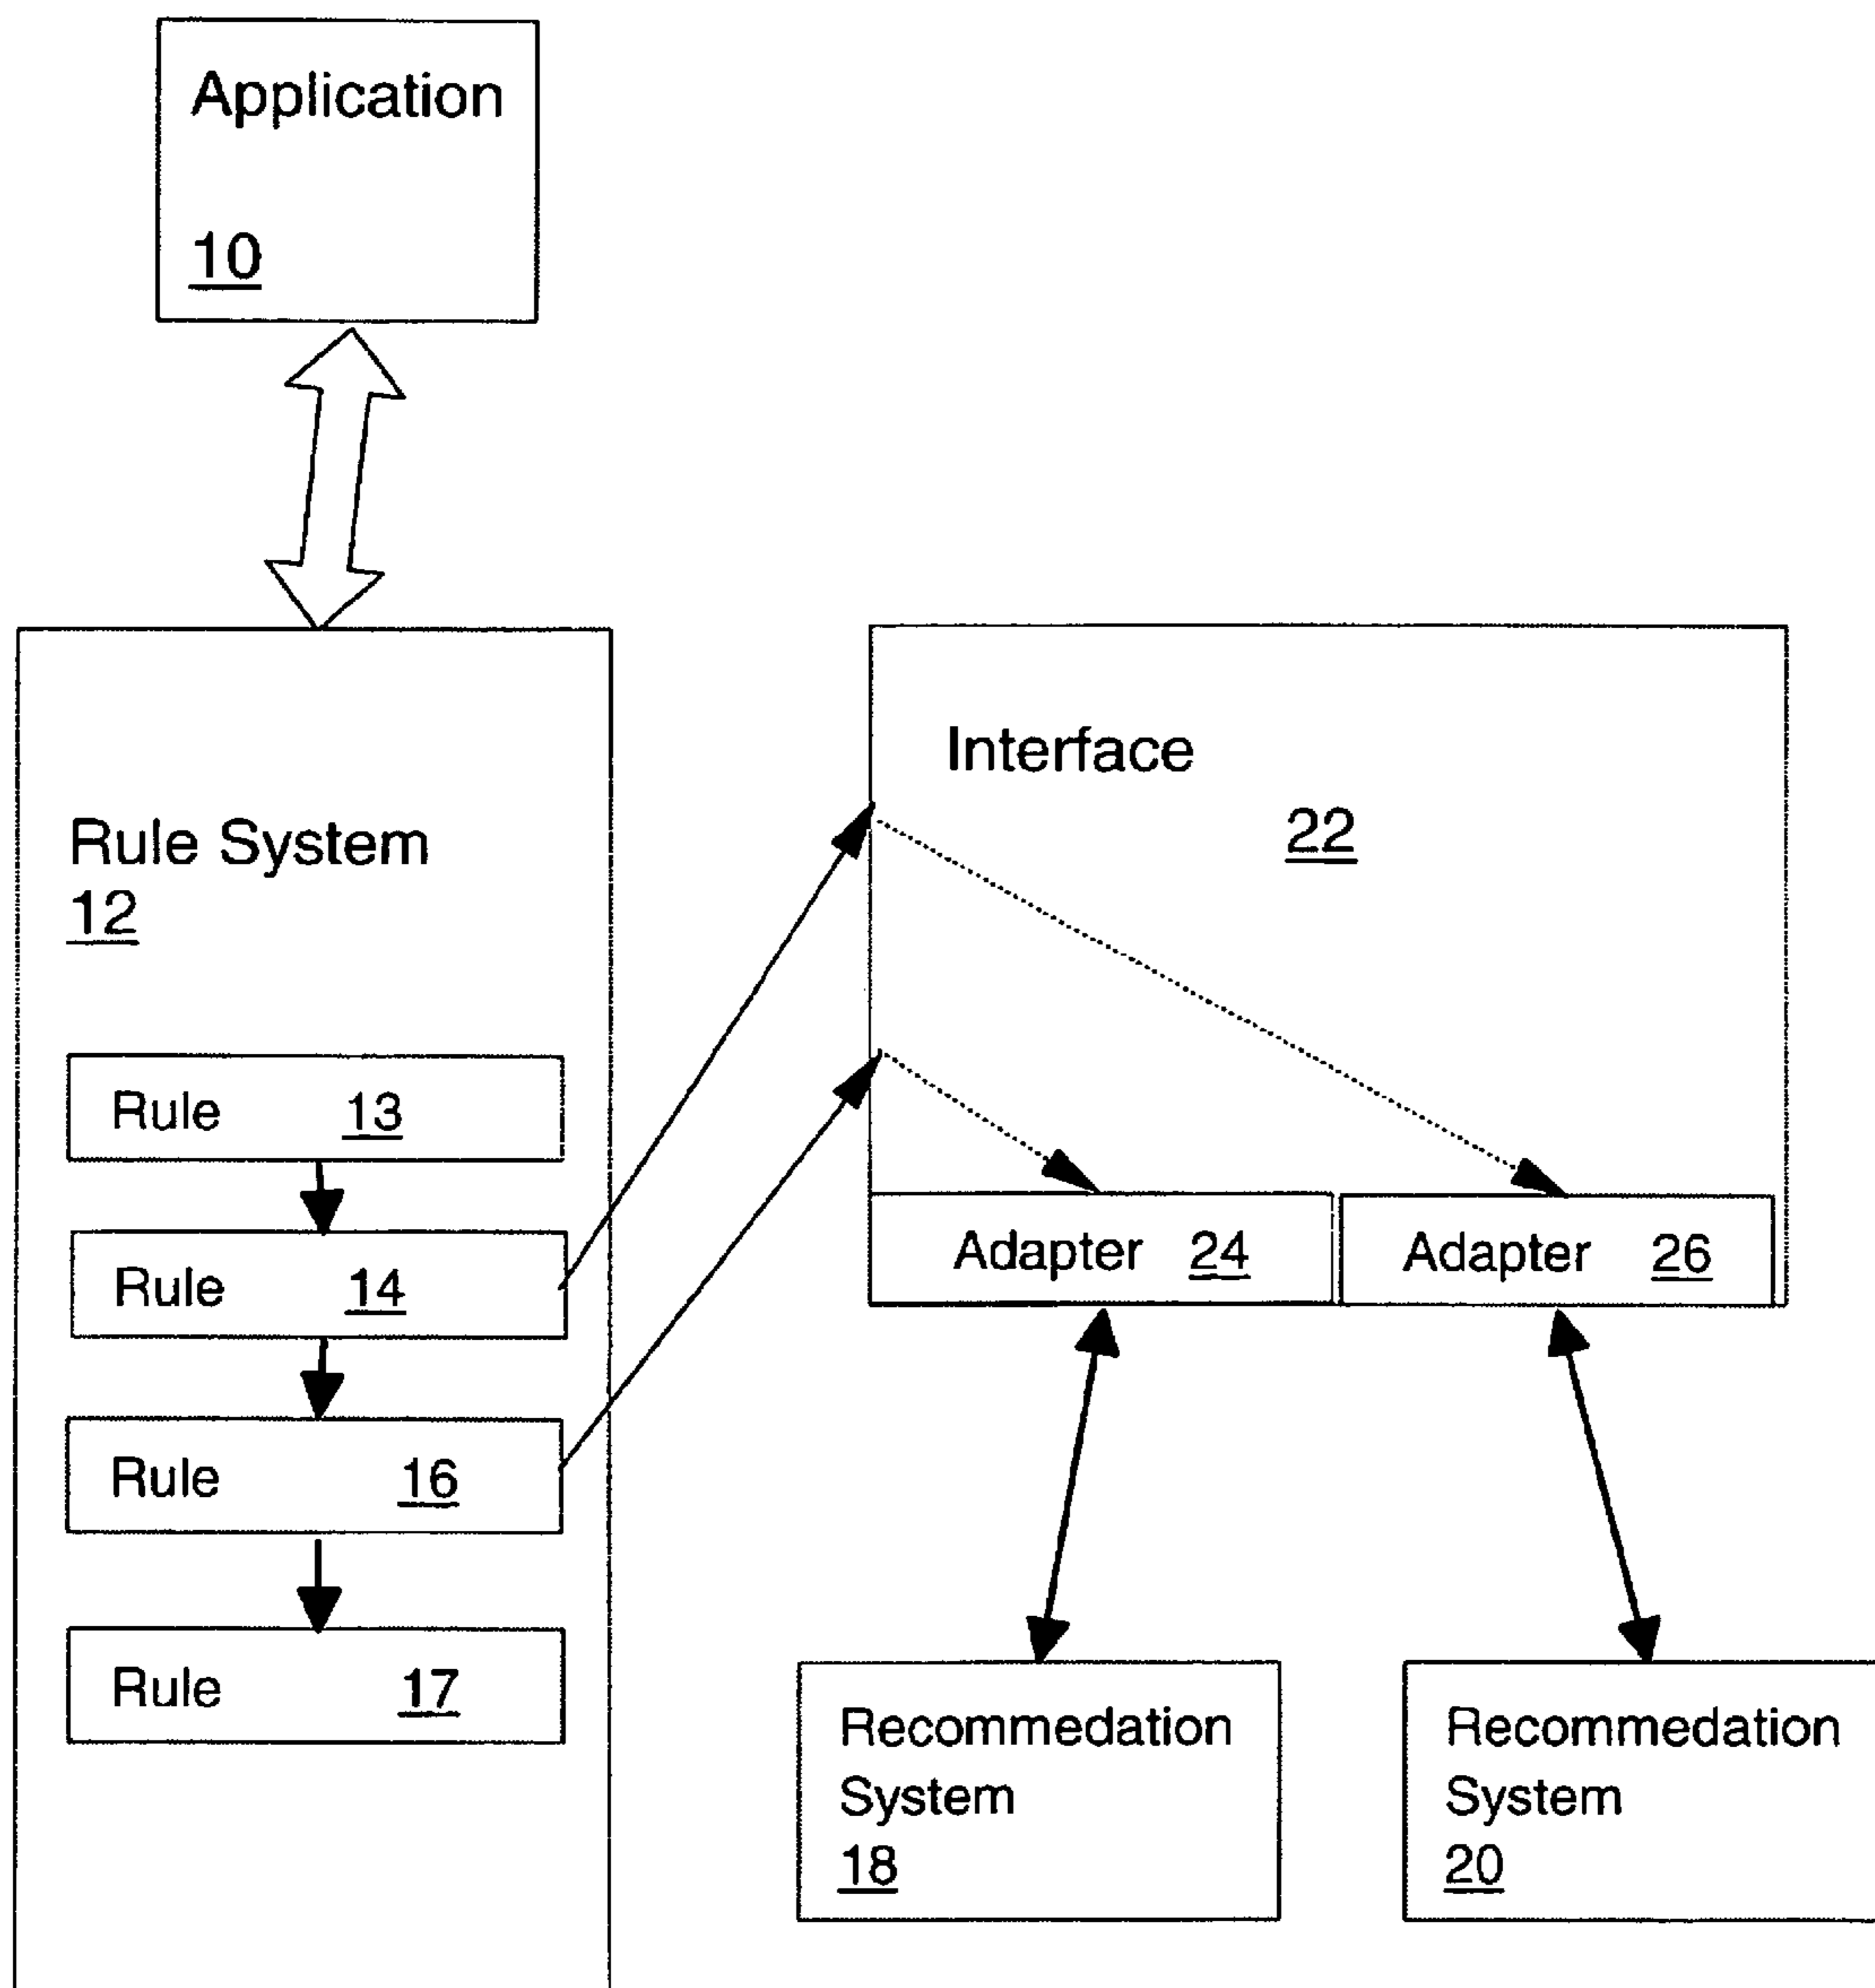 Application
10
Rule System
12
Rule 13
Rule 14
Rule 16
Rule 17
Interface
22
Adapter 24
Adapter 26
Recommedation
System
18
Recommedation
System
20